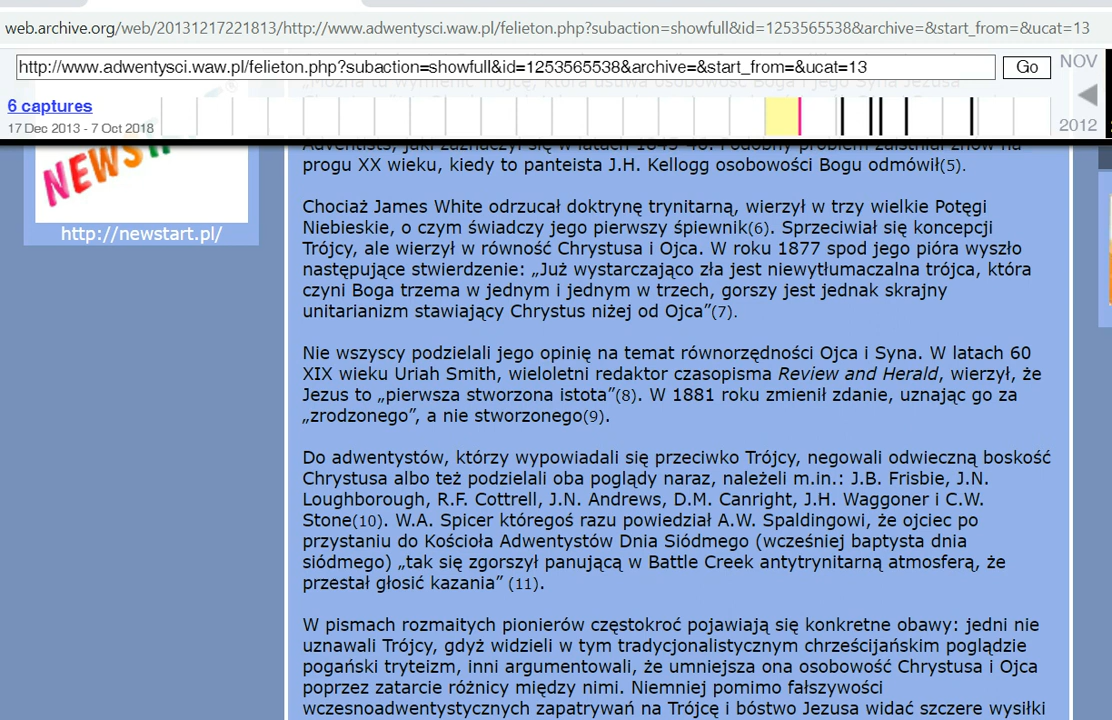 web.archive.org/web/20131217221813/http://www.adwentysci.waw.pl/felieton.php?subaction=showfull&id=1253565538&archive=&start_from=&ucat=13
http://www.adwentysci.waw.pl/felieton.php?subaction=showfull&id=1253565538&archive=&start_from=&ucat=13
Go
NOV
6 captures
17 Dec 2013 - 7 Oct 2018
2012
NEWST
http://newstart.pl/
progu XX wieku, kiedy to panteista J.H. Kellogg osobowości Bogu odmówił(5).
Chociaż James White odrzucał doktrynę trynitarną, wierzył w trzy wielkie Potęgi
Niebieskie, o czym świadczy jego pierwszy śpiewnik(6). Sprzeciwiał się koncepcji
Trójcy, ale wierzył w równość Chrystusa i Ojca. W roku 1877 spod jego pióra wyszło
następujące stwierdzenie: „Już wystarczająco zła jest niewytłumaczalna trójca, która
czyni Boga trzema w jednym i jednym w trzech, gorszy jest jednak skrajny
unitarianizm stawiający Chrystus niżej od Ojca”(7).
Nie wszyscy podzielali jego opinię na temat równorzędności Ojca i Syna. W latach 60
XIX wieku Uriah Smith, wieloletni redaktor czasopisma Review and Herald, wierzył, że
Jezus to „pierwsza stworzona istota”(8). W 1881 roku zmienił zdanie, uznając go za
„zrodzonego”, a nie stworzonego(9).
Do adwentystów, którzy wypowiadali się przeciwko Trójcy, negowali odwieczną boskość
Chrystusa albo też podzielali oba poglądy naraz, należeli m.in.: J.B. Frisbie, J.N.
Loughborough, R.F. Cottrell, J.N. Andrews, D.M. Canright, J.H. Waggoner i C.W.
Stone(10). W.A. Spicer któregoś razu powiedział A.W. Spaldingowi, że ojciec po
przystaniu do Kościoła Adwentystów Dnia Siódmego (wcześniej baptysta dnia
siódmego) „tak się zgorszył panującą w Battle Creek antytrynitarną atmosferą, że
przestał głosić kazania” (11).
W pismach rozmaitych pionierów częstokroć pojawiają się konkretne obawy: jedni nie
uznawali Trójcy, gdyż widzieli w tym tradycjonalistycznym chrześcijańskim poglądzie
pogański tryteizm, inni argumentowali, że umniejsza ona osobowość Chrystusa i Ojca
poprzez zatarcie różnicy między nimi. Niemniej pomimo fałszywości
wczesnoadwentystycznych zapatrywań na Trójcę i bóstwo Jezusa widać szczere wysiłki